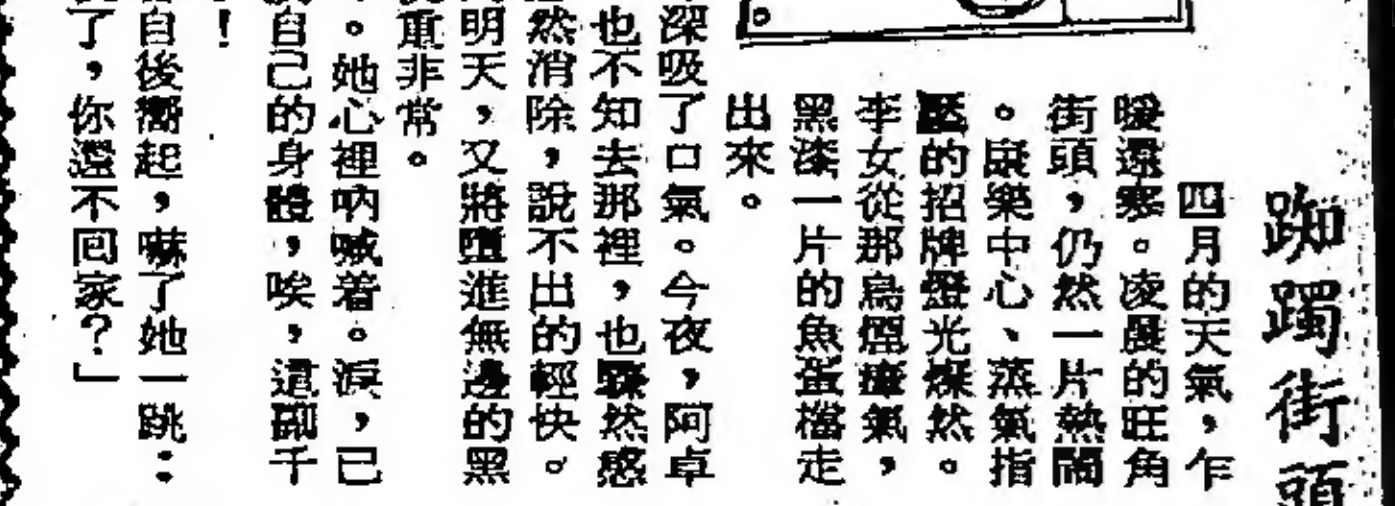 踟躅街頭
四月的天氣，乍
暖還寒。凌晨的旺角
街頭，仍然一片熱鬧
。康樂中心、蒸氣指
壓的招牌燈光燦然。
李女從那烏煙瘴氣，
黑漆一片的魚蛋檔走
出來。
深吸了口氣。今夜，阿卓
也不知去那裡，也驟然感
然消除，說不出的輕快。
明天，又將墮進無邊的黑
重非常。
。她心裡吶喊着。淚，已
自己的身體，唉，這副千
！
自後嚮起，嚇了她一跳：
了，你還不回家？」